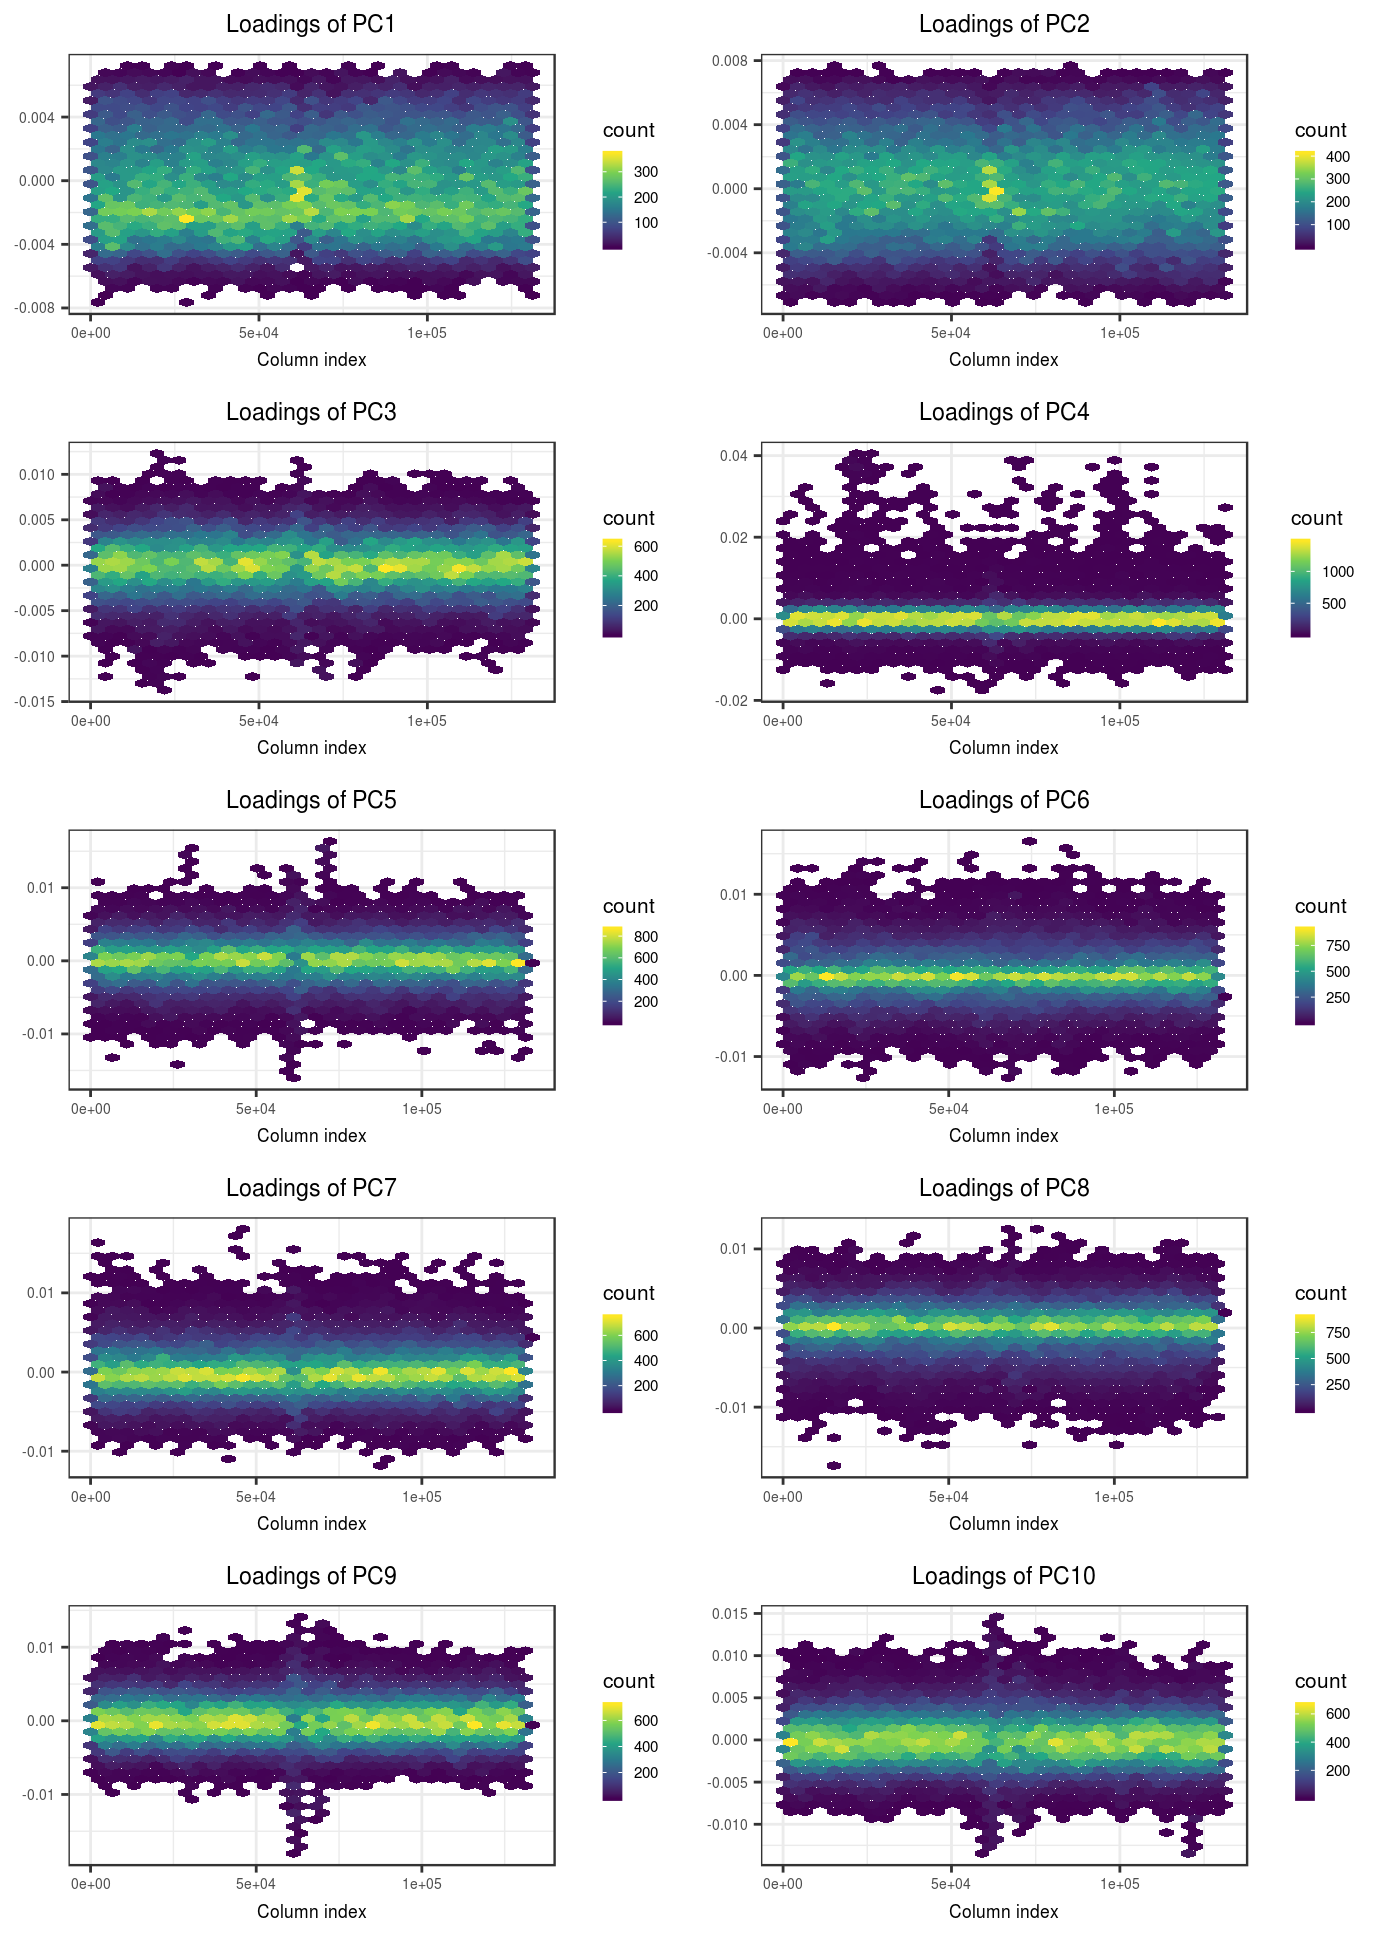 Loadings of PC1
0.004
0.000
-0.004
-0.008
0e+00 5e+04 1e+05
Column index
count
300
200
100
Loadings of PC2
0.008
0.004
0.000
-0.004
0e+00 5e+04 1e+05
Column index
count
400
300
200
100
Loadings of PC3
0.010
0.005
0.000
-0.005
-0.010
-0.015
0e+00 5e+04 1e+05
Column index
count
600
400
200
Loadings of PC4
0.04
0.02
0.00
-0.02
0e+00 5e+04 1e+05
Column index
count
1000
500
Loadings of PC5
0.01
0.00
-0.01
0e+00 5e+04 1e+05
Column index
count
800
600
400
200
Loadings of PC6
0.01
0.00
-0.01
0e+00 5e+04 1e+05
Column index
count
750
500
250
Loadings of PC7
0.01
0.00
-0.01
0e+00 5e+04 1e+05
Column index
count
600
400
200
Loadings of PC8
0.01
0.00
-0.01
0e+00 5e+04 1e+05
Column index
count
750
500
250
Loadings of PC9
0.01
0.00
-0.01
0e+00 5e+04 1e+05
Column index
count
600
400
200
Loadings of PC10
0.015
0.010
0.005
0.000
-0.005
-0.010
0e+00 5e+04 1e+05
Column index
count
600
400
200